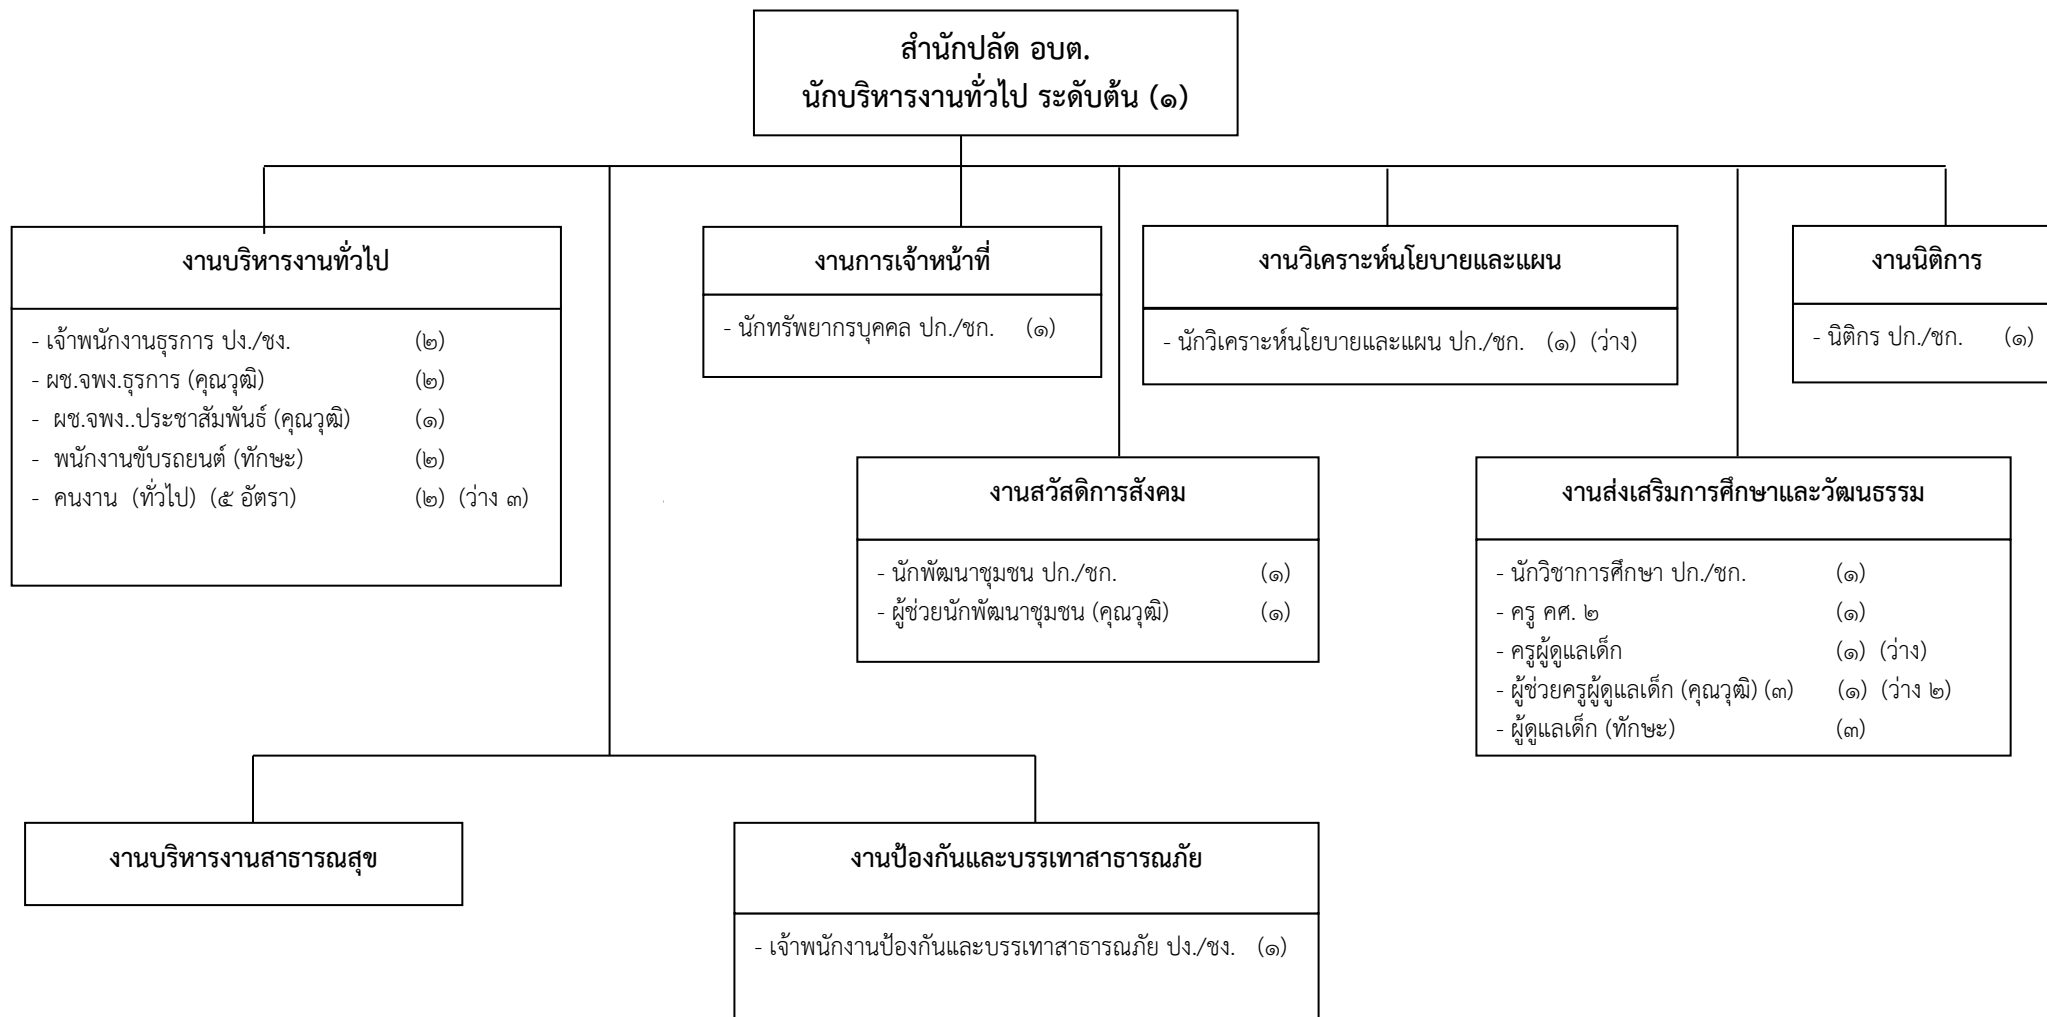 สำนักปลัด อบต.
นักบริหารงานทั่วไป ระดับต้น (๑)
งานบริหารงานทั่วไป
- เจ้าพนักงานธุรการ ปง./ชง. (๒)
- ผช.จพง.ธุรการ (คุณวุฒิ) (๒)
- ผช.จพง..ประชาสัมพันธ์ (คุณวุฒิ) (๑)
- พนักงานขับรถยนต์ (ทักษะ) (๒)
- คนงาน (ทั่วไป) (๕ อัตรา) (๒) (ว่าง ๓)
งานการเจ้าหน้าที่
- นักทรัพยากรบุคคล ปก./ชก. (๑)
งานวิเคราะห์นโยบายและแผน
- นักวิเคราะห์นโยบายและแผน ปก./ชก. (๑) (ว่าง)
งานนิติการ
- นิติกร ปก./ชก. (๑)
งานสวัสดิการสังคม
- นักพัฒนาชุมชน ปก./ชก. (๑)
- ผู้ช่วยนักพัฒนาชุมชน (คุณวุฒิ) (๑)
งานส่งเสริมการศึกษาและวัฒนธรรม
- นักวิชาการศึกษา ปก./ชก. (๑)
- ครู คศ. ๒ (๑)
- ครูผู้ดูแลเด็ก (๑) (ว่าง)
- ผู้ช่วยครูผู้ดูแลเด็ก (คุณวุฒิ) (๓) (๑) (ว่าง ๒)
- ผู้ดูแลเด็ก (ทักษะ) (๓)
งานบริหารงานสาธารณสุข
งานป้องกันและบรรเทาสาธารณภัย
- เจ้าพนักงานป้องกันและบรรเทาสาธารณภัย ปง./ชง. (๑)